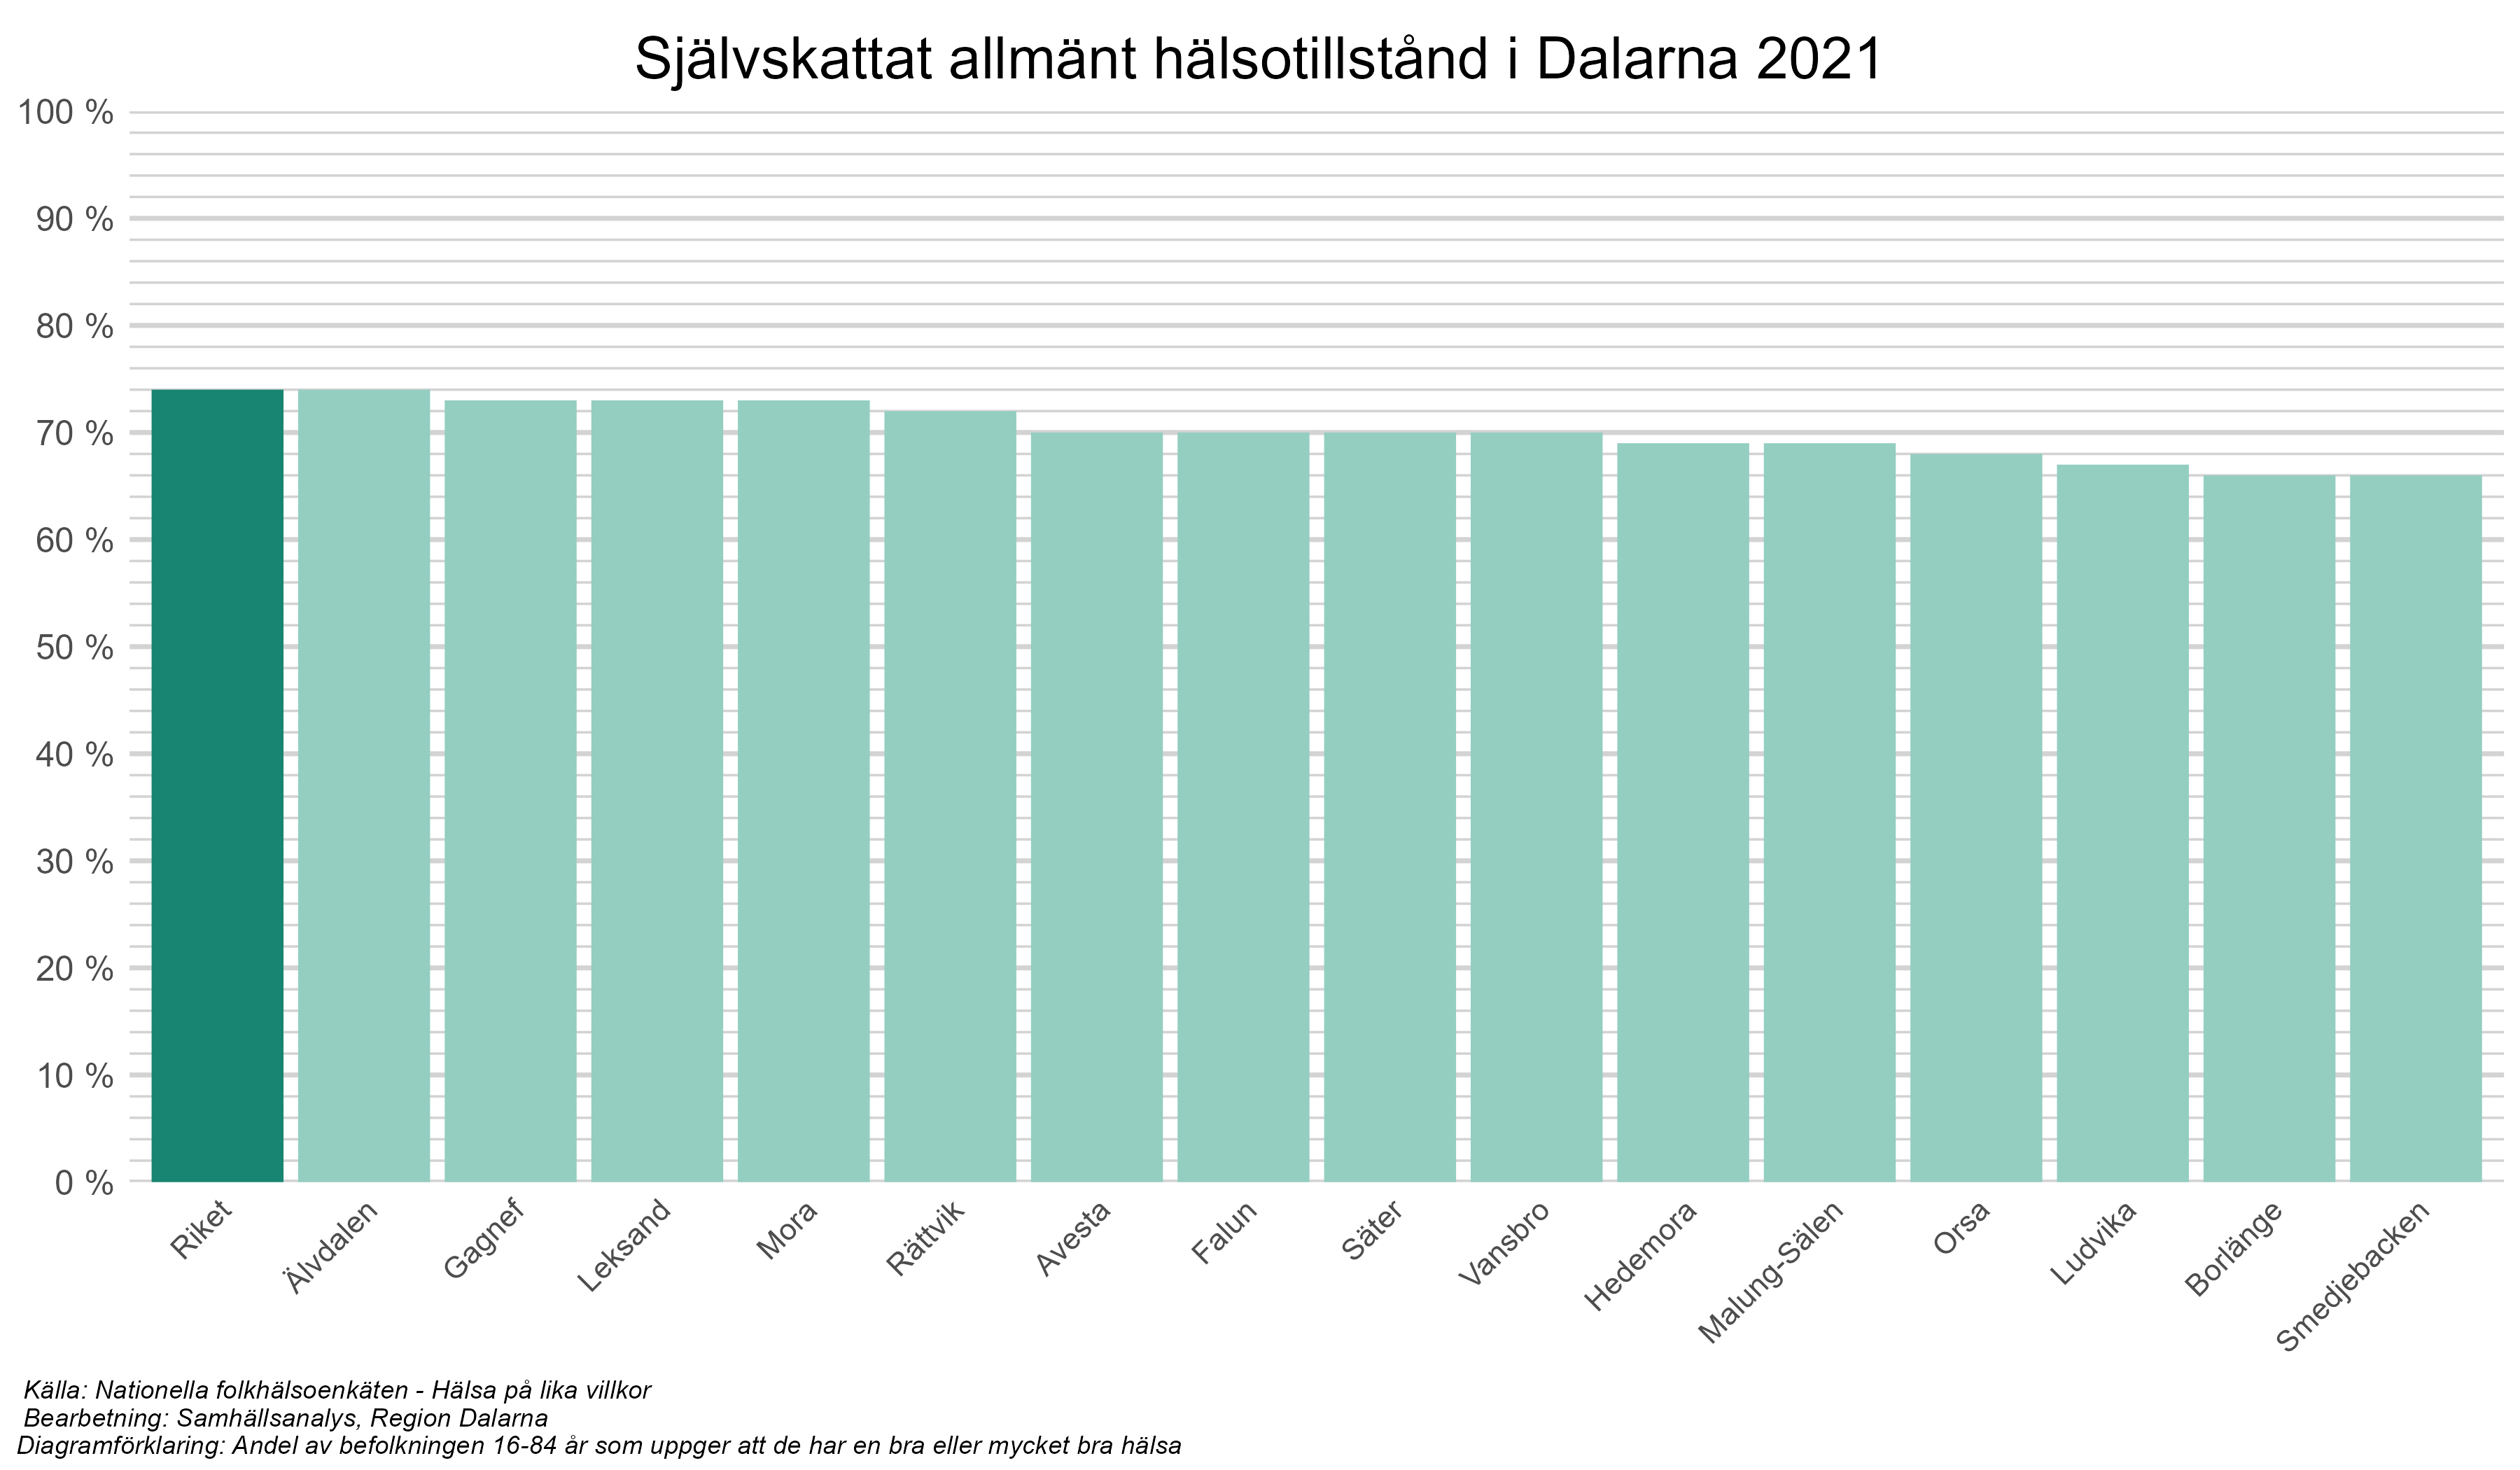 Självskattat allmänt hälsotillstånd i Dalarna 2021
100 %
90 %
80 %
70 %
60 %
50 %
40 %
30 %
20 %
10 %
0 %
Riket
Älvdalen
Gagnef
Leksand
Mora
Rättvik
Avesta
Falun
Säter
Vansbro
Hedemora
Malung-Sälen
Orsa
Ludvika
Borlänge
Smedjebacken
Källa: Nationella folkhälsoenkäten - Hälsa på lika villkor
Bearbetning: Samhällsanalys, Region Dalarna
Diagramförklaring: Andel av befolkningen 16-84 år som uppger att de har en bra eller mycket bra hälsa